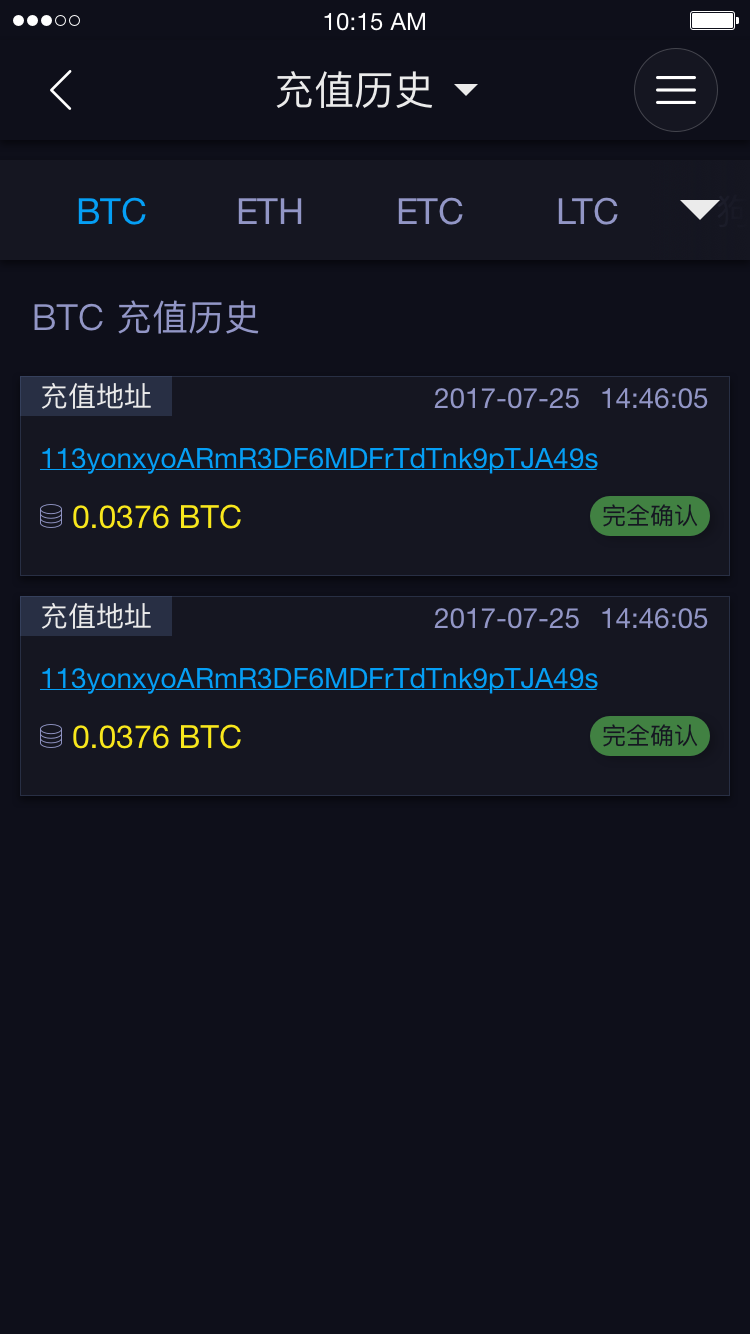 10:15 AM
充值历史
BTC ETH ETC LTC
BTC 充值历史
充值地址 2017-07-25 14:46:05
113yonxyoARmR3DF6MDFrTdTnk9pTJA49s
0.0376 BTC 完全确认
充值地址 2017-07-25 14:46:05
113yonxyoARmR3DF6MDFrTdTnk9pTJA49s
0.0376 BTC 完全确认